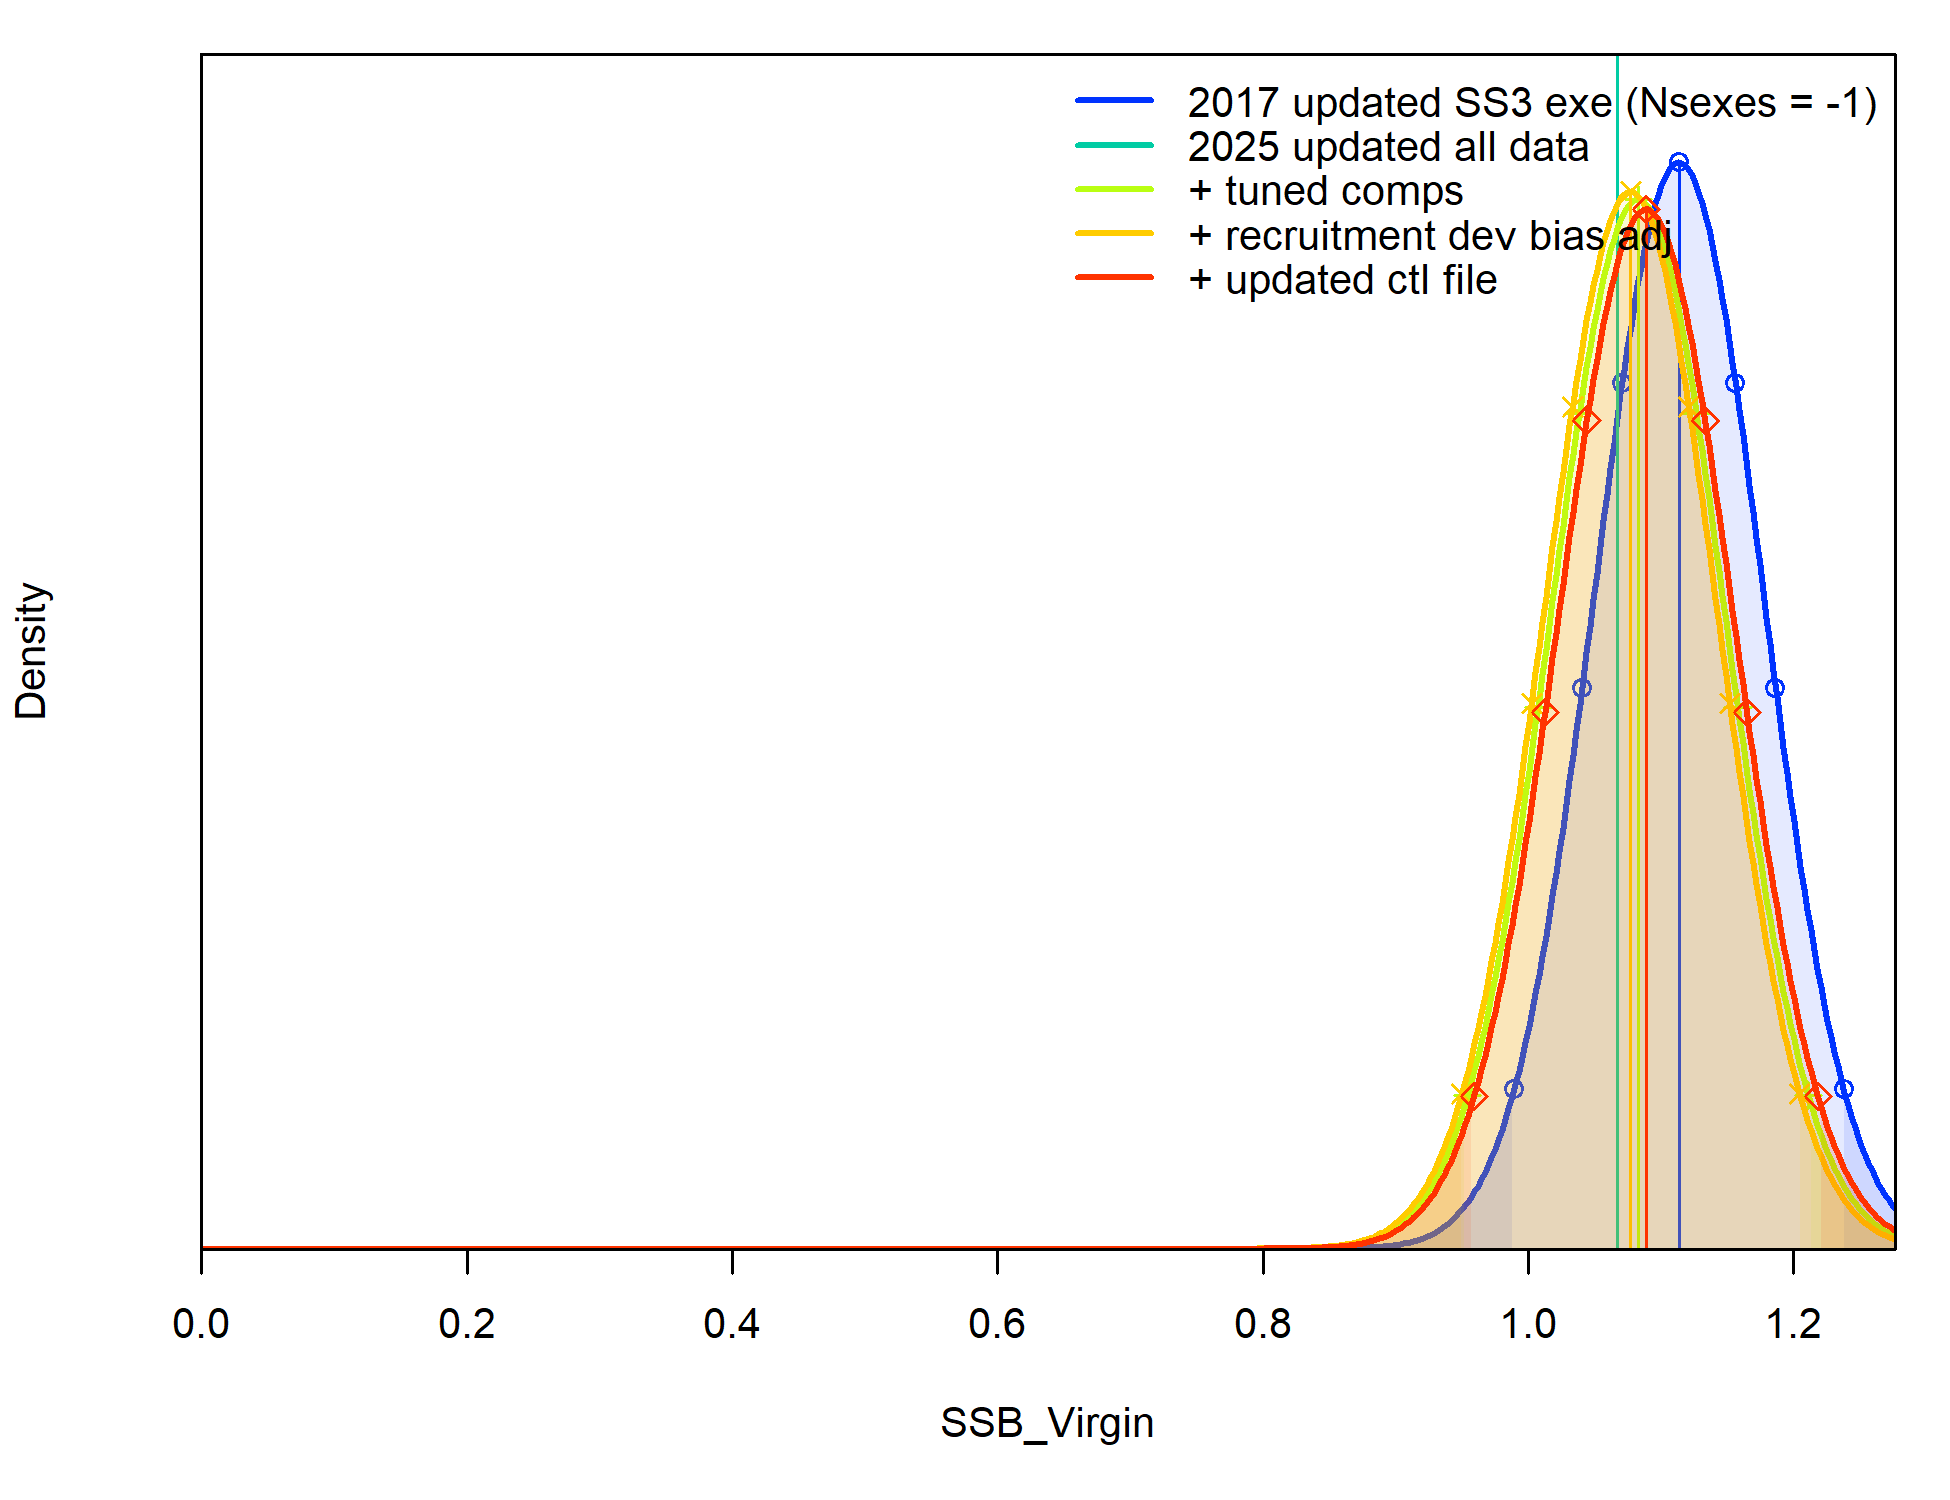 2017 updated SS3 exe (Nsexes = -1)
2025 updated all data
+ tuned comps
+ recruitment dev bias adj
+ updated ctl file
Density
0.0 0.2 0.4 0.6 0.8 1.0 1.2
SSB_Virgin